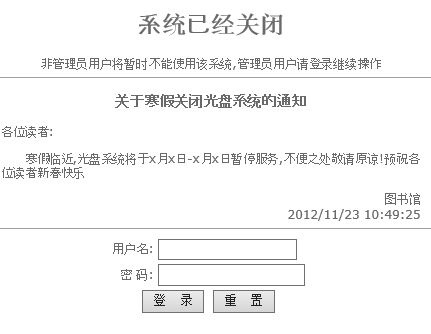 系统已经关闭
非管理员用户将暂时不能使用该系统,管理员用户请登录继续操作
关于寒假关闭光盘系统的通知
各位读者:
寒假临近,光盘系统将于x月x日-x月x日暂停服务,不便之处敬请原谅!预祝各
位读者新春快乐
图书馆
2012/11/23 10:49:25
用户名:
密 码:
登 录 重 置